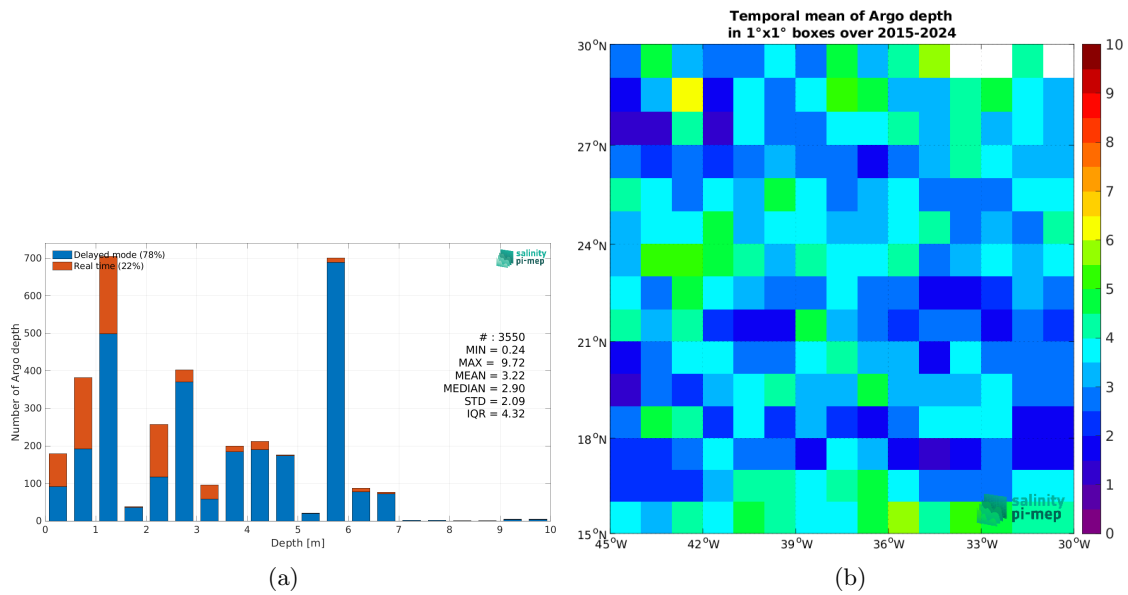 Temporal mean of Argo depth
in 1°x1° boxes over 2015-2024
Delayed mode (78%)
Real time (22%)
salinity
pi-mep
# : 3550
MIN = 0.24
MAX = 9.72
MEAN = 3.22
MEDIAN = 2.90
STD = 2.09
IQR = 4.32
Number of Argo depth
700
600
500
400
300
200
100
0
0 1 2 3 4 5 6 7 8 9 10
Depth [m]
(a)
30°N
27°N
24°N
21°N
18°N
15°N
45°W 42°W 39°W 36°W 33°W 30°W
salinity
pi-mep
10
9
8
7
6
5
4
3
2
1
0
(b)